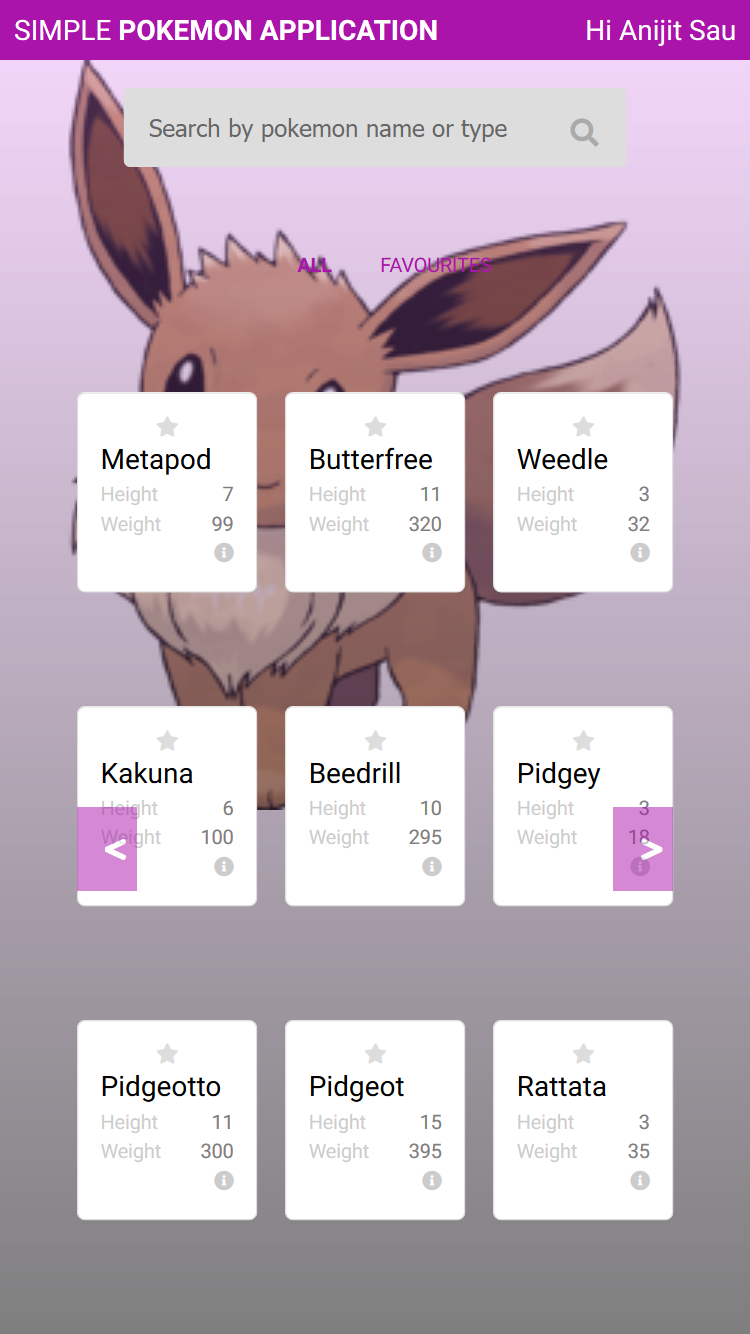 SIMPLE POKEMON APPLICATION Hi Anijit Sau
Search by pokemon name or type
ALL FAVOURITES
Metapod
Height 7
Weight 99
Butterfree
Height 11
Weight 320
Weedle
Height 3
Weight 32
Kakuna
Height 6
Weight 100
Beedrill
Height 10
Weight 295
Pidgey
Height 3
Weight 18
< >
Pidgeotto
Height 11
Weight 300
Pidgeot
Height 15
Weight 395
Rattata
Height 3
Weight 35